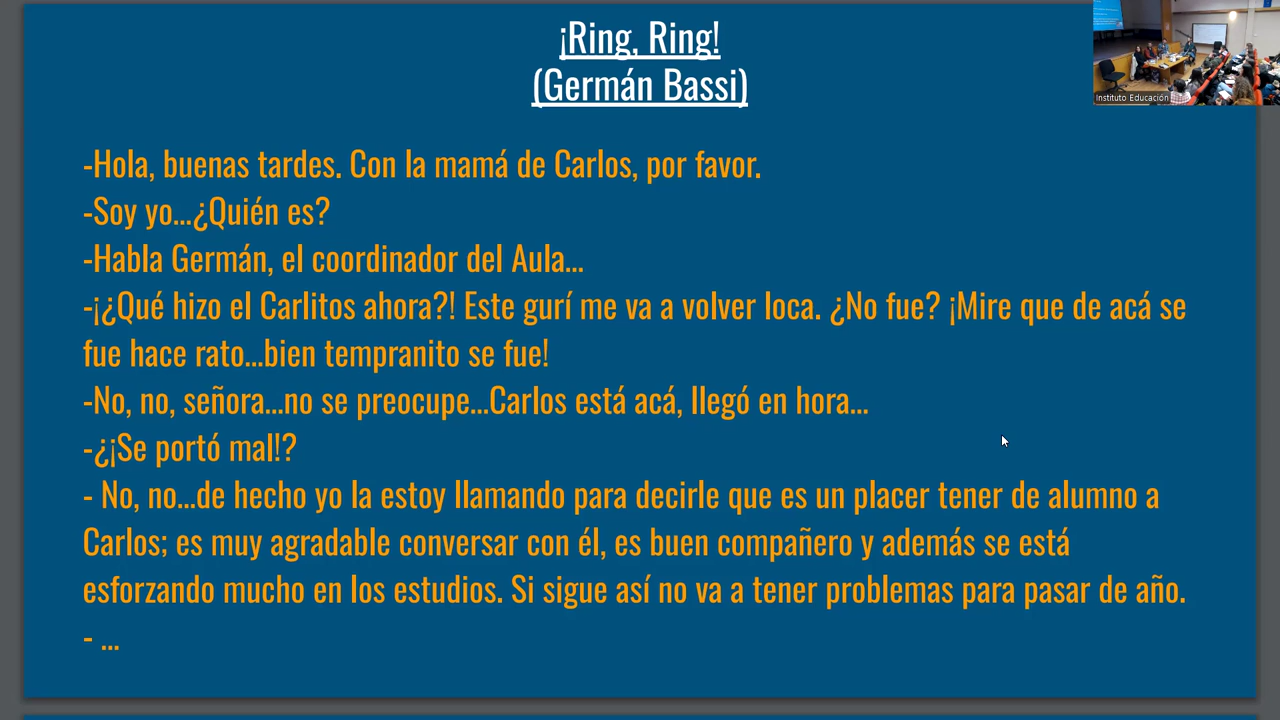 ¡Ring, Ring!
(Germán Bassi)
Instituto Educación
-Hola, buenas tardes. Con la mamá de Carlos, por favor.
-Soy yo...¿Quién es?
-Habla Germán, el coordinador del Aula...
-¡¿Qué hizo el Carlitos ahora?! Este gurí me va a volver loca. ¿No fue? ¡Mire que de acá se
fue hace rato...bien tempranito se fue!
-No, no, señora...no se preocupe...Carlos está acá, llegó en hora...
-¿¡Se portó mal!?
- No, no...de hecho yo la estoy llamando para decirle que es un placer tener de alumno a
Carlos; es muy agradable conversar con él, es buen compañero y además se está
esforzando mucho en los estudios. Si sigue así no va a tener problemas para pasar de año.
- ...